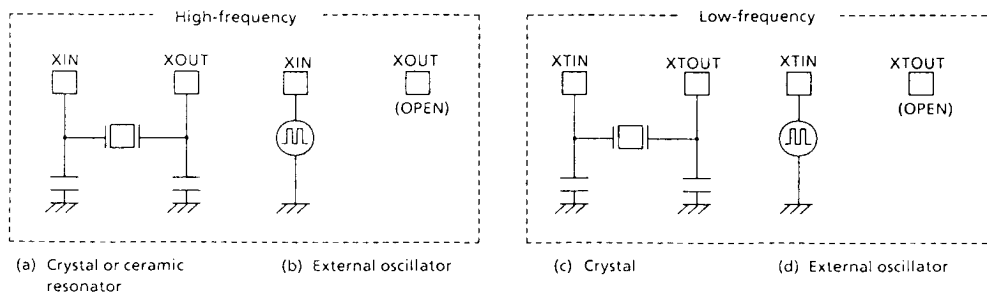 High-frequency
XIN XOUT XIN XOUT
(OPEN)
Low-frequency
XTIN XTOUT XTIN XTOUT
(OPEN)
(a) Crystal or ceramic
resonator
(b) External oscillator
(c) Crystal
(d) External oscillator